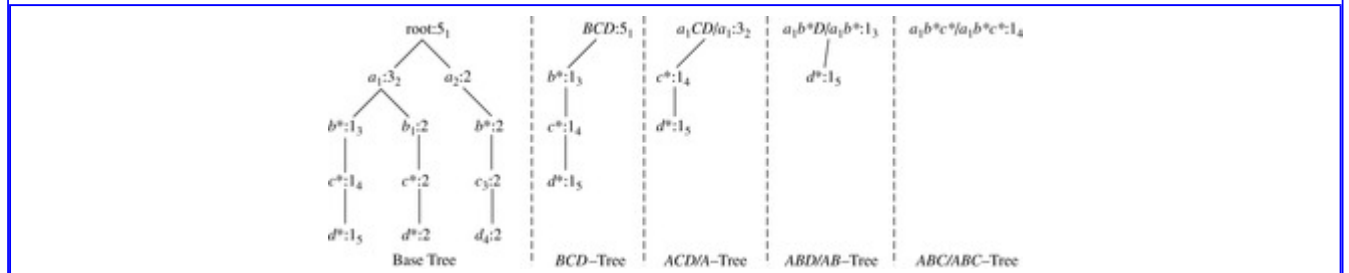 root:5₁ BCD:5₁ a₁CD/a₁:3₂ a₁b*D/a₁b*:1₃ a₁b*c*/a₁b*c*:1₄
a₁:3₂ a₂:2 b*:1₃ c*:1₄ d*:1₅
b*:1₃ b₁:2 b*:2 c*:1₄ d*:1₅
c*:1₄ c*:2 c₃:2 d*:1₅
d*:1₅ d*:2 d₄:2
Base Tree BCD–Tree ACD/A–Tree ABD/AB–Tree ABC/ABC–Tree